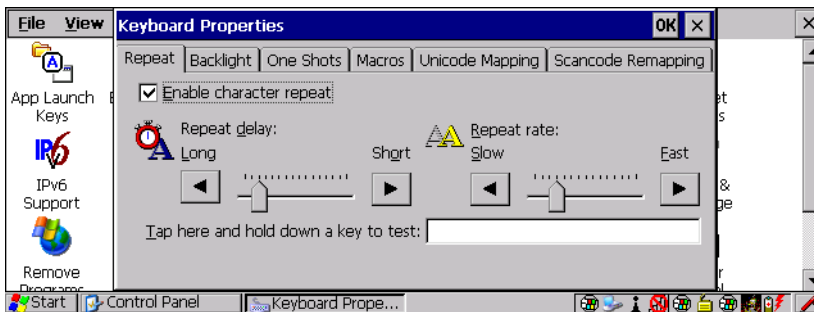 File View
Keyboard Properties
OK
Repeat Backlight One Shots Macros Unicode Mapping Scancode Remapping
Enable character repeat
App Launch
Keys
Repeat delay:
Long Short
Repeat rate:
Slow Fast
IPv6
Support
&
Tap here and hold down a key to test:
Remove
Programs
Start Control Panel Keyboard Prope...